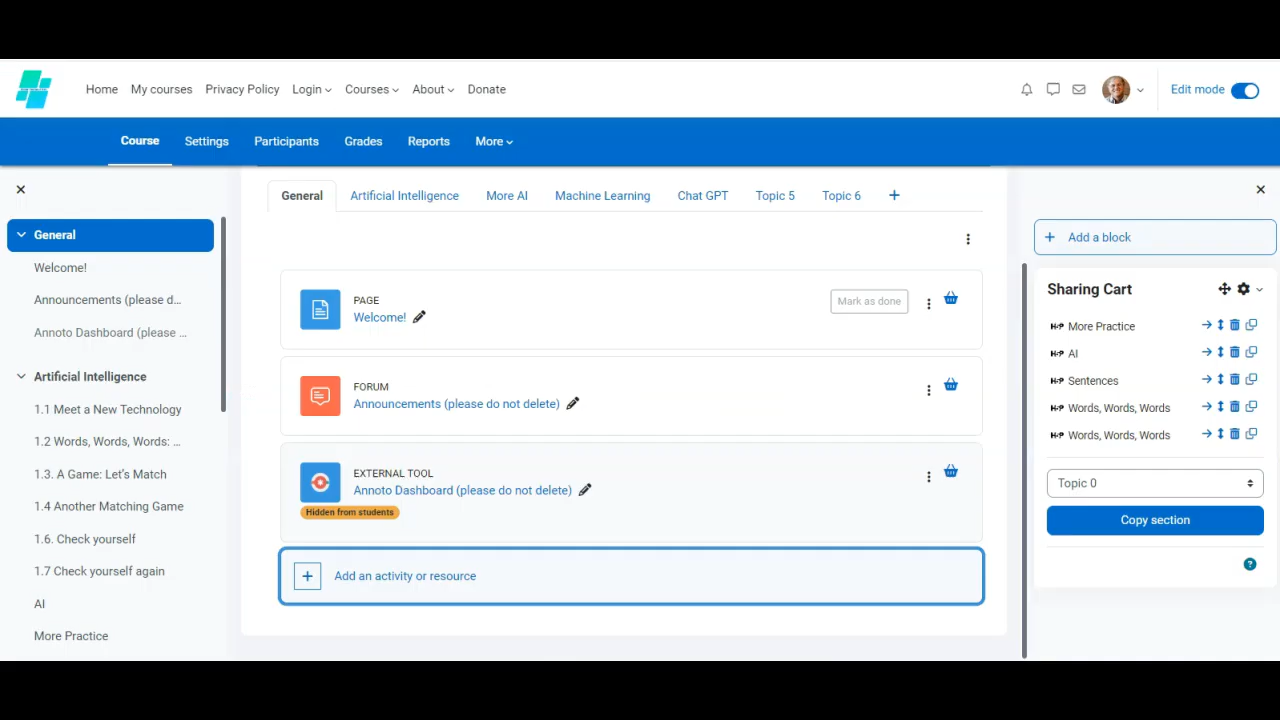 Home My courses Privacy Policy Login Courses About Donate Edit mode
Course Settings Participants Grades Reports More
General
Welcome!
Announcements (please d...
Annoto Dashboard (please ...
Artificial Intelligence
1.1 Meet a New Technology
1.2 Words, Words, Words: ...
1.3. A Game: Let's Match
1.4 Another Matching Game
1.6. Check yourself
1.7 Check yourself again
AI
More Practice
General Artificial Intelligence More AI Machine Learning Chat GPT Topic 5 Topic 6 +
PAGE
Welcome!
Mark as done
FORUM
Announcements (please do not delete)
EXTERNAL TOOL
Annoto Dashboard (please do not delete)
Hidden from students
+ Add an activity or resource
+ Add a block
Sharing Cart
H5P More Practice
H5P AI
H5P Sentences
H5P Words, Words, Words
H5P Words, Words, Words
Topic 0
Copy section
?